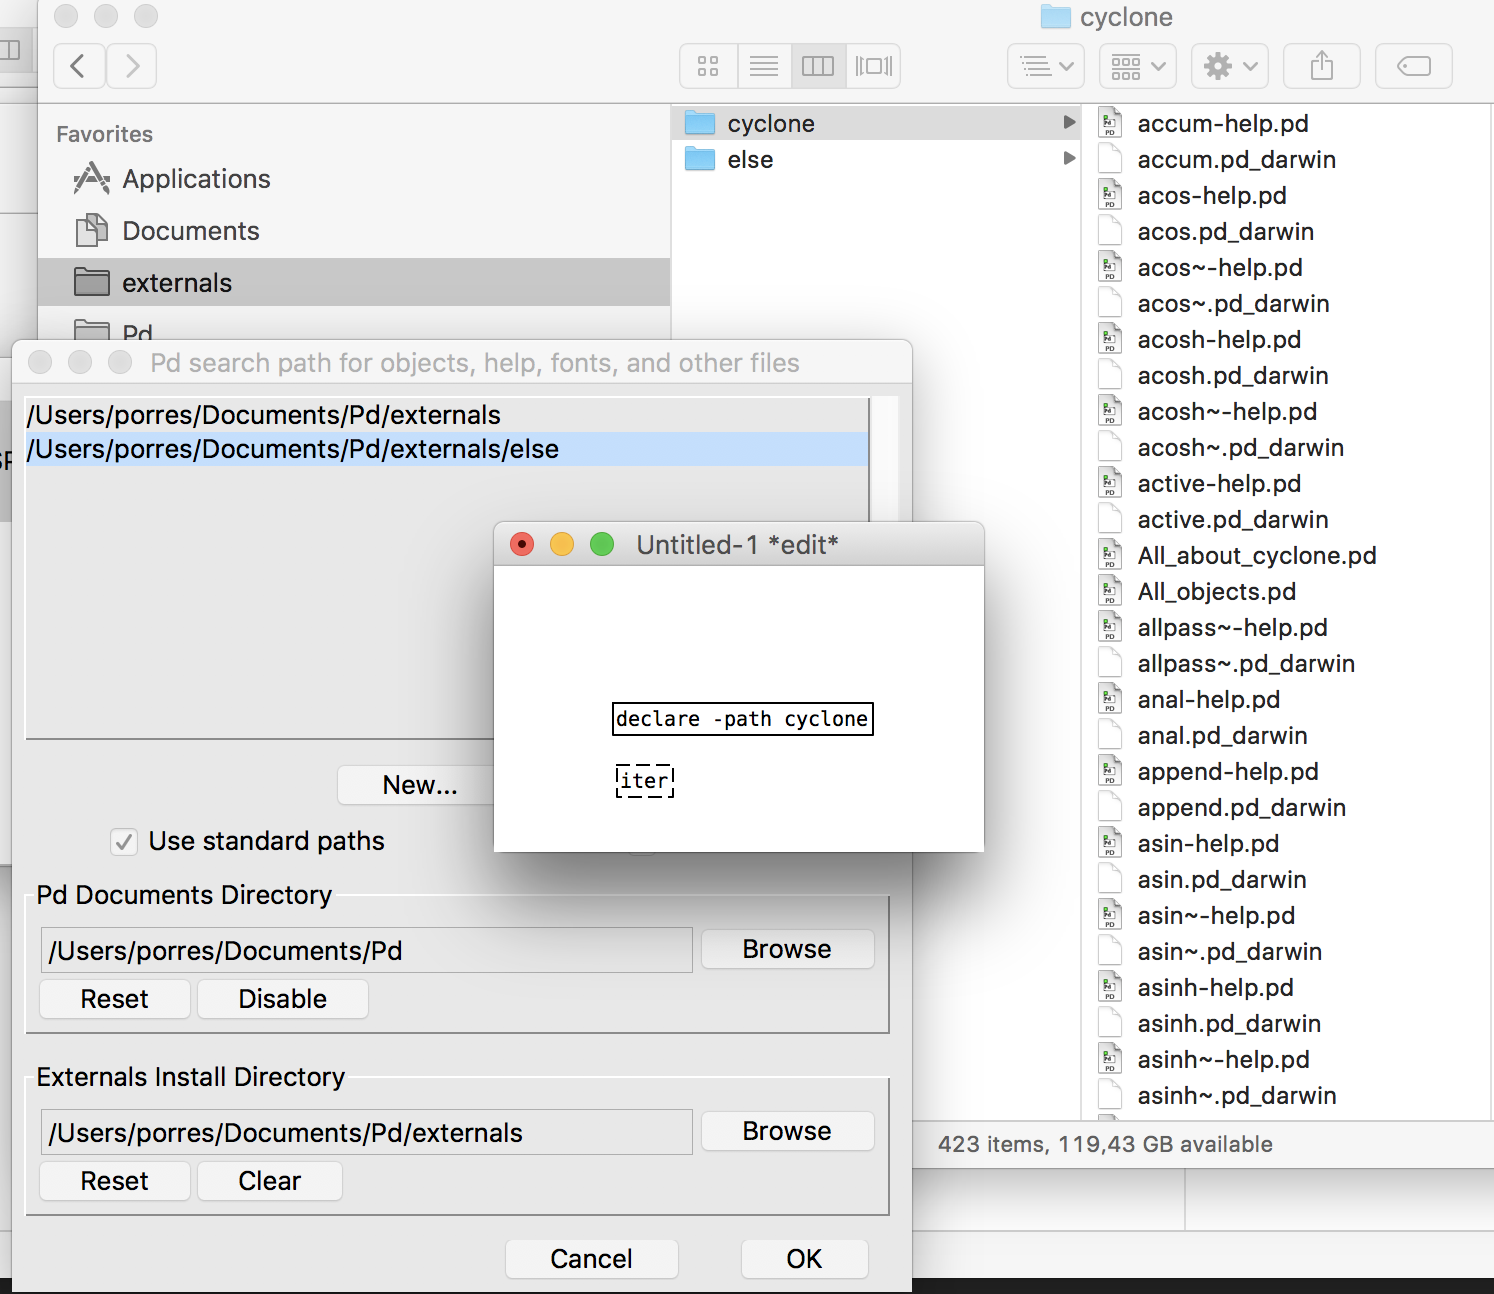 cyclone
Favorites
Applications
Documents
externals
Pd
cyclone
else
accum-help.pd
accum.pd_darwin
acos-help.pd
acos.pd_darwin
acos~-help.pd
acos~.pd_darwin
acosh-help.pd
acosh.pd_darwin
acosh~-help.pd
acosh~.pd_darwin
active-help.pd
active.pd_darwin
All_about_cyclone.pd
All_objects.pd
allpass~-help.pd
allpass~.pd_darwin
anal-help.pd
anal.pd_darwin
append-help.pd
append.pd_darwin
asin-help.pd
asin.pd_darwin
asin~-help.pd
asin~.pd_darwin
asinh-help.pd
asinh.pd_darwin
asinh~-help.pd
asinh~.pd_darwin
423 items, 119,43 GB available
Pd search path for objects, help, fonts, and other files
/Users/porres/Documents/Pd/externals
/Users/porres/Documents/Pd/externals/else
New...
Use standard paths
Pd Documents Directory
/Users/porres/Documents/Pd
Browse
Reset
Disable
Externals Install Directory
/Users/porres/Documents/Pd/externals
Browse
Reset
Clear
Cancel
OK
Untitled-1 *edit*
declare -path cyclone
iter